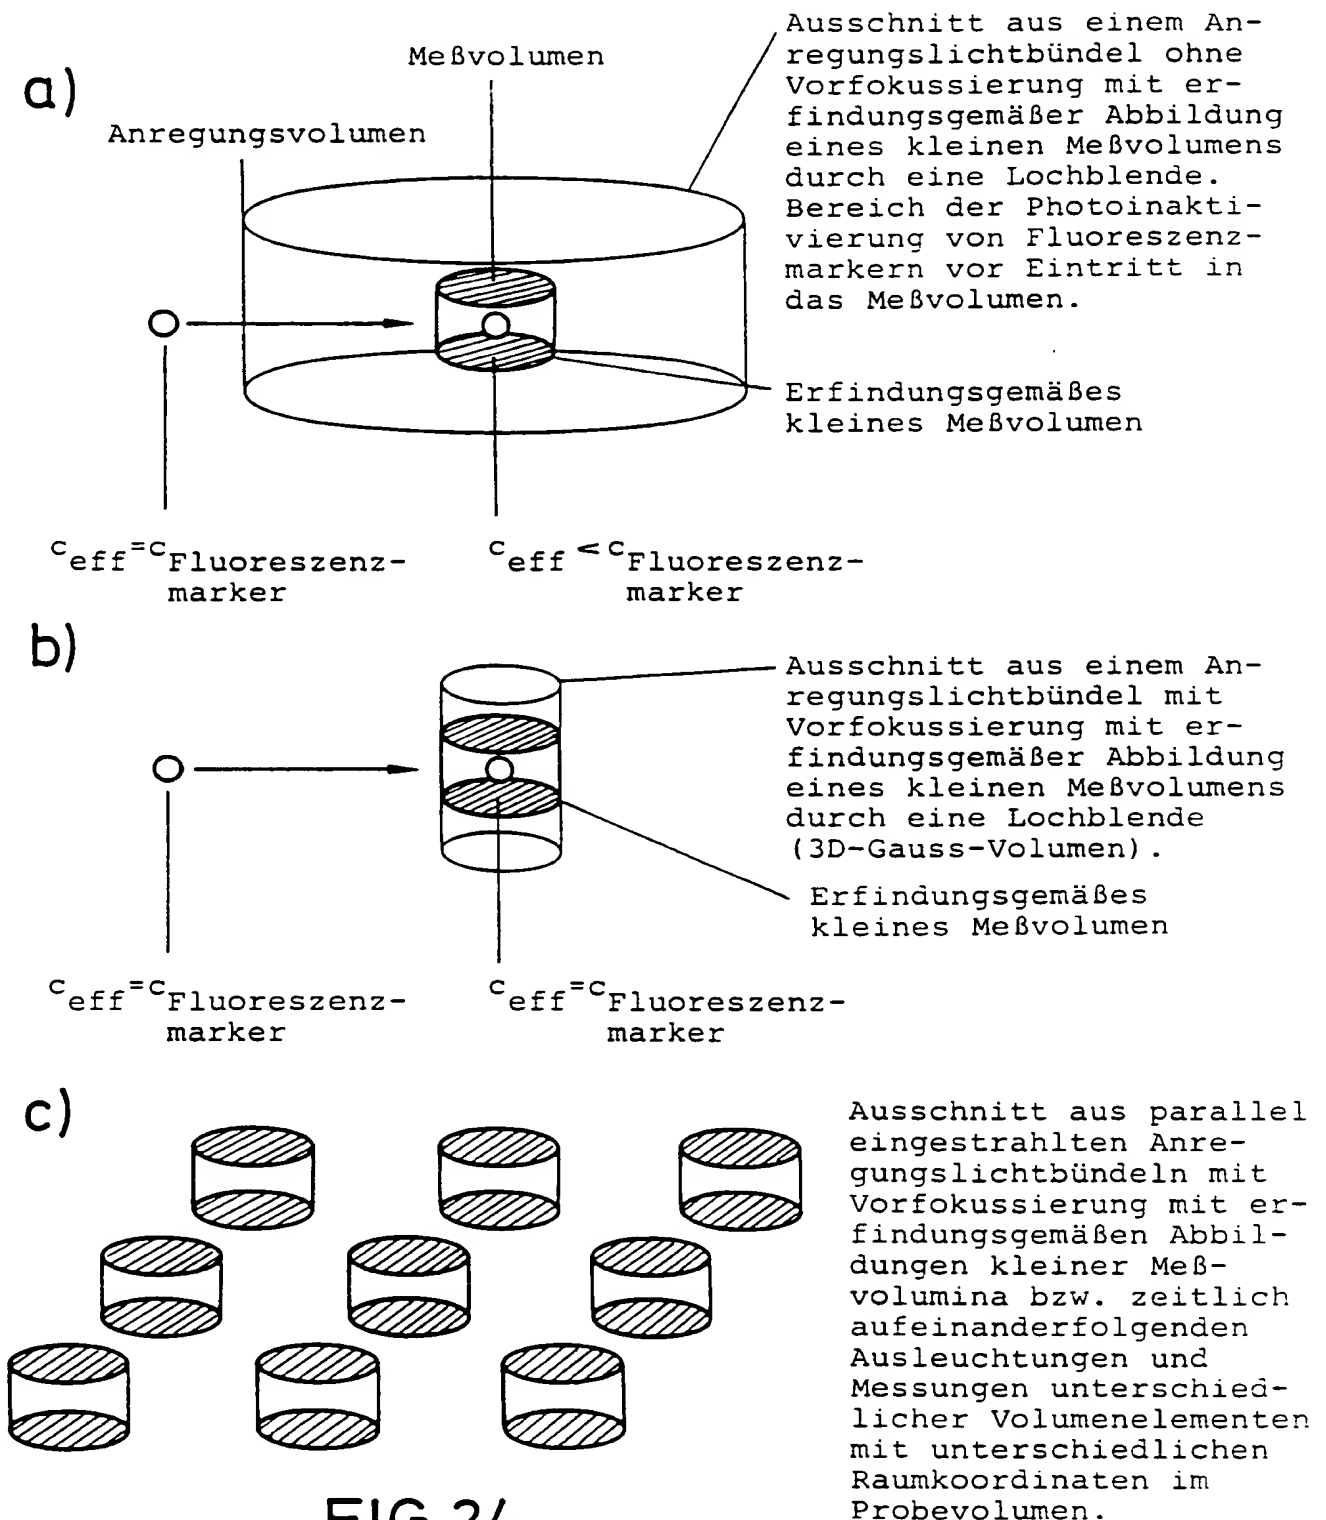 a)
Meßvolumen
Anregungsvolumen
Ausschnitt aus einem An-
regungslichtbündel ohne
Vorfokussierung mit er-
findungsgemäßer Abbildung
eines kleinen Meßvolumens
durch eine Lochblende.
Bereich der Photoinakti-
vierung von Fluoreszenz-
markern vor Eintritt in
das Meßvolumen.
Erfindungsgemäßes
kleines Meßvolumen
ceff=cFluoreszenz-
marker
ceff<cFluoreszenz-
marker
b)
Ausschnitt aus einem An-
regungslichtbündel mit
Vorfokussierung mit er-
findungsgemäßer Abbildung
eines kleinen Meßvolumens
durch eine Lochblende
(3D-Gauss-Volumen).
Erfindungsgemäßes
kleines Meßvolumen
ceff=cFluoreszenz-
marker
ceff=cFluoreszenz-
marker
c)
Ausschnitt aus parallel
eingestrahlten Anre-
gungslichtbündeln mit
Vorfokussierung mit er-
findungsgemäßen Abbil-
dungen kleiner Meß-
volumina bzw. zeitlich
aufeinanderfolgenden
Ausleuchtungen und
Messungen unterschied-
licher Volumenelementen
mit unterschiedlichen
Raumkoordinaten im
Probevolumen.